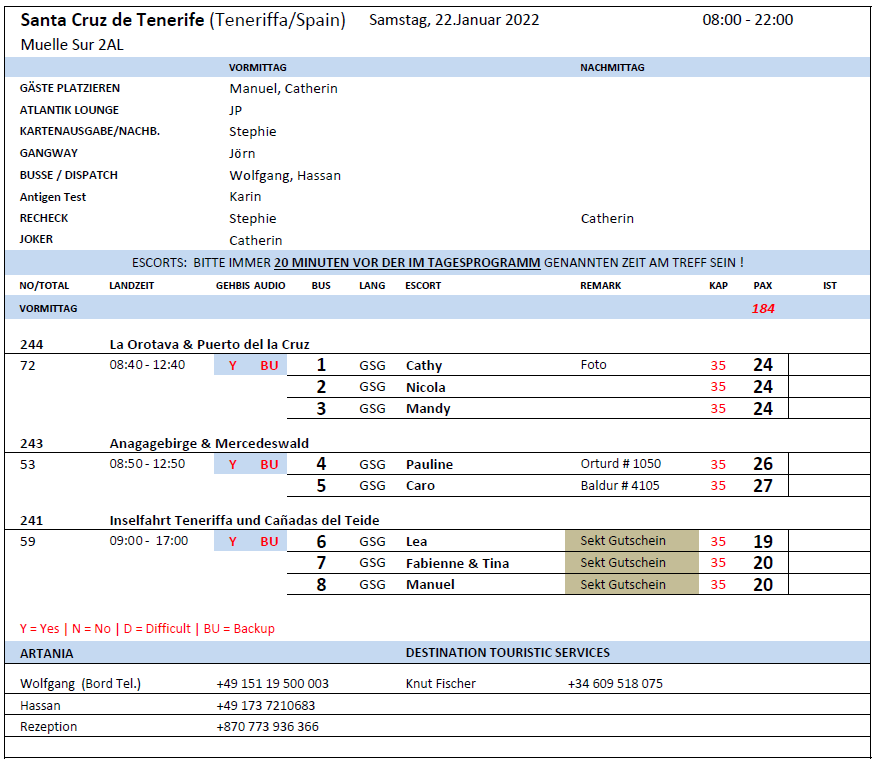 Santa Cruz de Tenerife (Teneriffa/Spain) Samstag, 22.Januar 2022 08:00 - 22:00
Muelle Sur 2AL
VORMITTAG NACHMITTAG
GÄSTE PLATZIEREN Manuel, Catherin
ATLANTIK LOUNGE JP
KARTENAUSGABE/NACHB. Stephie
GANGWAY Jörn
BUSSE / DISPATCH Wolfgang, Hassan
Antigen Test Karin
RECHECK Stephie Catherin
JOKER Catherin
ESCORTS: BITTE IMMER 20 MINUTEN VOR DER IM TAGESPROGRAMM GENANNTEN ZEIT AM TREFF SEIN !
NO/TOTAL LANDZEIT GEHBIS AUDIO BUS LANG ESCORT REMARK KAP PAX IST
VORMITTAG 184
244 La Orotava & Puerto del la Cruz
72 08:40 - 12:40 Y BU 1 GSG Cathy Foto 35 24
2 GSG Nicola 35 24
3 GSG Mandy 35 24
243 Anagagebirge & Mercedeswald
53 08:50 - 12:50 Y BU 4 GSG Pauline Orturd # 1050 35 26
5 GSG Caro Baldur # 4105 35 27
241 Inselfahrt Teneriffa und Cañadas del Teide
59 09:00 - 17:00 Y BU 6 GSG Lea Sekt Gutschein 35 19
7 GSG Fabienne & Tina Sekt Gutschein 35 20
8 GSG Manuel Sekt Gutschein 35 20
Y = Yes | N = No | D = Difficult | BU = Backup
ARTANIA DESTINATION TOURISTIC SERVICES
Wolfgang (Bord Tel.) +49 151 19 500 003 Knut Fischer +34 609 518 075
Hassan +49 173 7210683
Rezeption +870 773 936 366